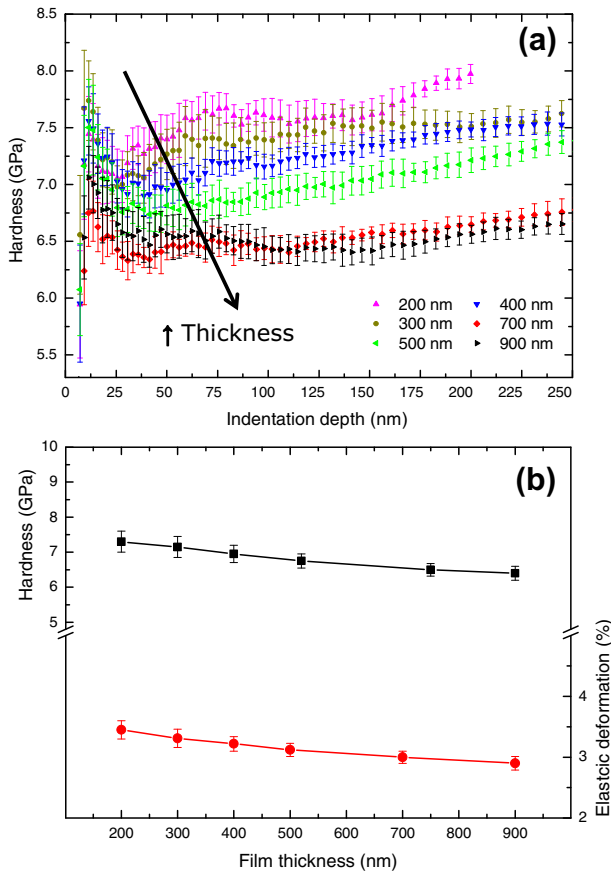 (a)
8.5
8.0
7.5
7.0
6.5
6.0
5.5
Hardness (GPa)
↑ Thickness
200 nm 400 nm
300 nm 700 nm
500 nm 900 nm
0 25 50 75 100 125 150 175 200 225 250
Indentation depth (nm)
(b)
10
9
8
7
6
5
Hardness (GPa)
4
3
2
Elastcic deformation (%)
200 300 400 500 600 700 800 900
Film thickness (nm)